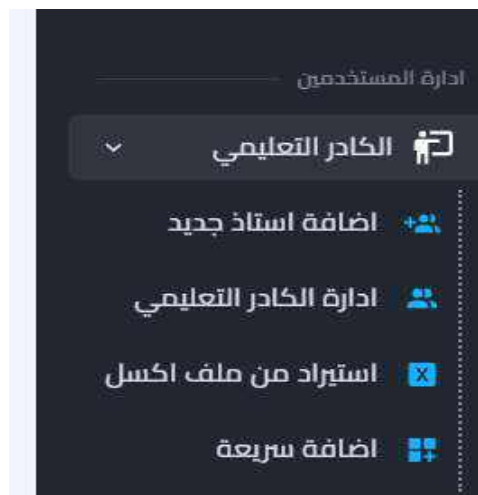 ادارة المستخدمين
الكادر التعليمي
اضافة استاذ جديد
ادارة الكادر التعليمي
استيراد من ملف اكسل
اضافة سريعة